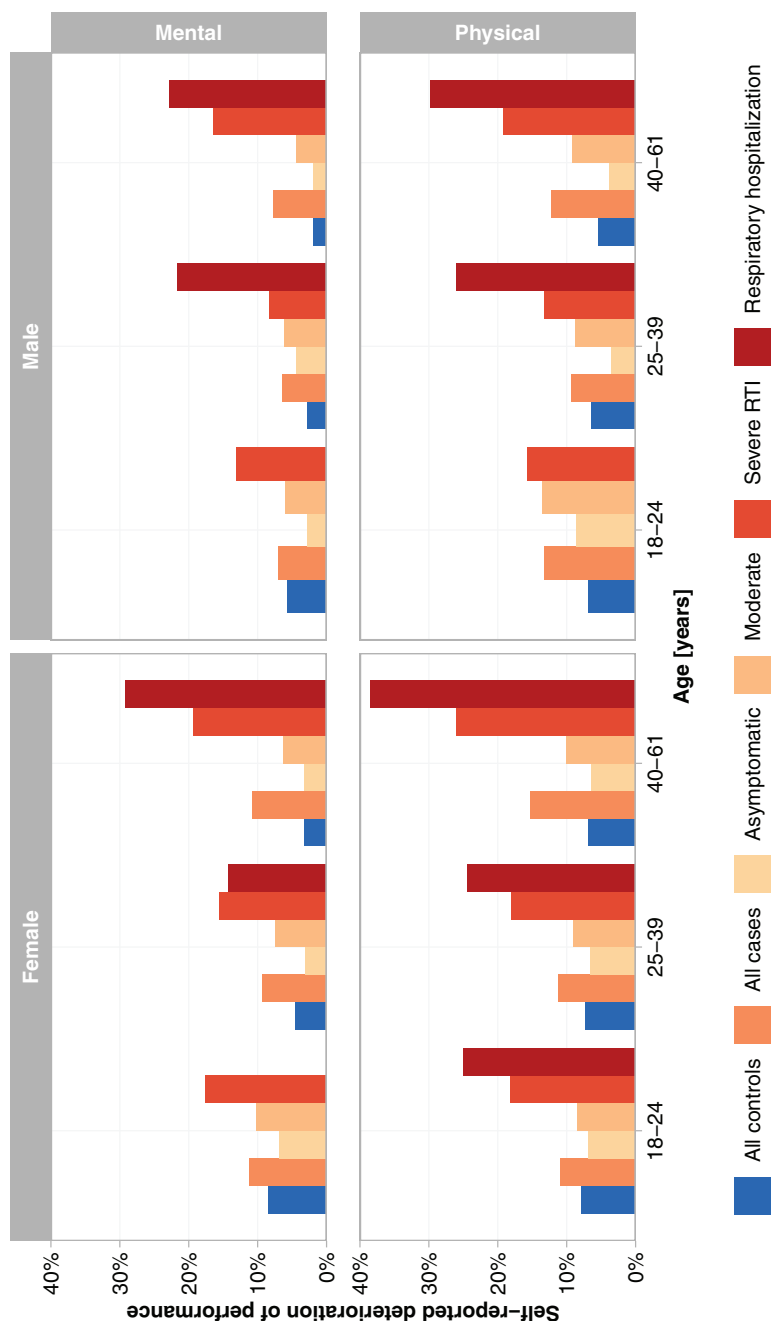 Female
Male
Mental
Physical
40%
30%
20%
10%
0%
40%
30%
20%
10%
0%
Self−reported deterioration of performance
18−24
25−39
40−61
18−24
25−39
40−61
Age [years]
All controls
All cases
Asymptomatic
Moderate
Severe RTI
Respiratory hospitalization